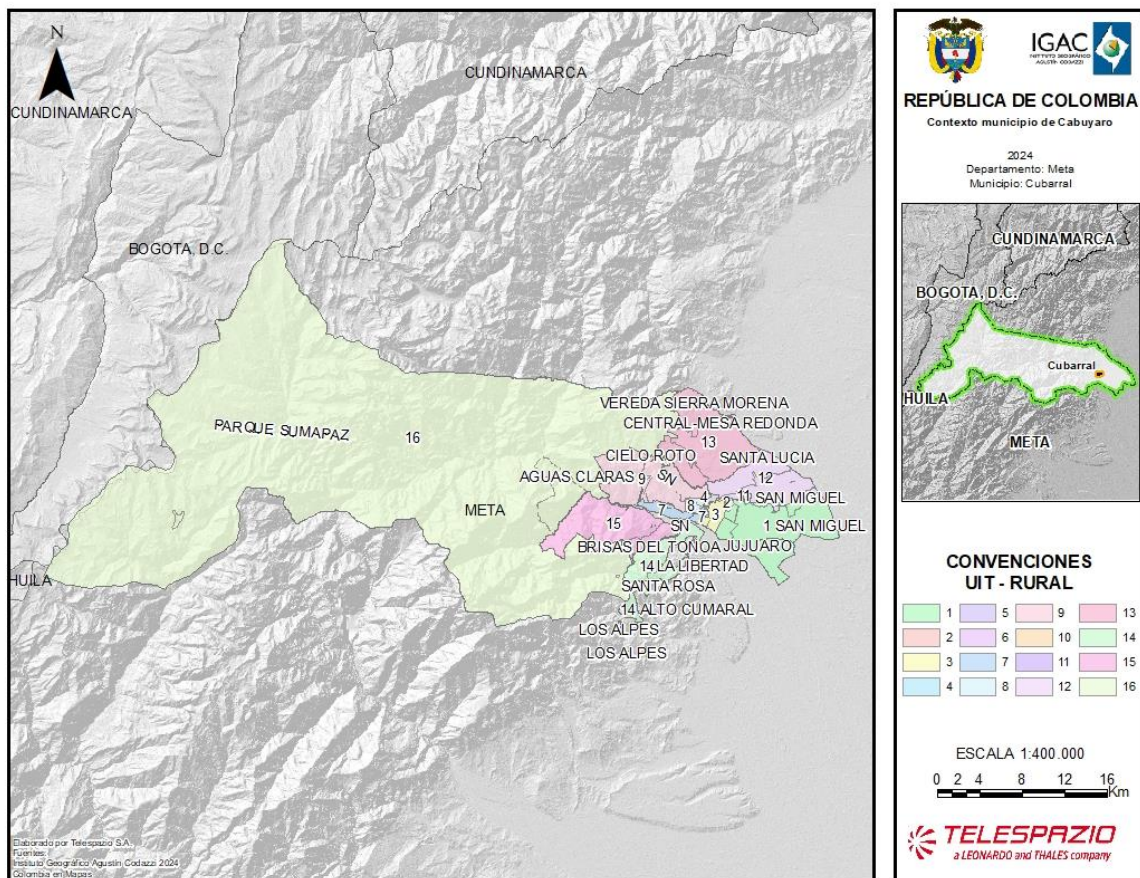 N
CUNDINAMARCA
CUNDINAMARCA
BOGOTA, D.C.
PARQUE SUMAPAZ
16
META
HUILA
VEREDA SIERRA MORENA
CENTRAL-MESA REDONDA
13
CIELO ROTO
SANTA LUCIA
SN
12
AGUAS CLARAS
9
4
11
SAN MIGUEL
2
8
7
3
7
15
SN
1 SAN MIGUEL
BRISAS DEL TOÑOA
JUJUARO
14 LA LIBERTAD
SANTA ROSA
14 ALTO CUMARAL
LOS ALPES
LOS ALPES
Elaborado por Telespazio S.A.
Fuentes:
Instituto Geográfico Agustín Codazzi 2024
Colombia en Mapas
IGAC
INSTITUTO GEOGRÁFICO
AGUSTÍN CODAZZI
REPÚBLICA DE COLOMBIA
Contexto municipio de Cabuyaro
2024
Departamento: Meta
Municipio: Cubarral
CUNDINAMARCA
BOGOTA, D.C.
Cubarral
HUILA
META
CONVENCIONES
UIT - RURAL
1 5 9 13
2 6 10 14
3 7 11 15
4 8 12 16
ESCALA 1:400.000
0 2 4 8 12 16
Km
TELESPAZIO
a LEONARDO and THALES company